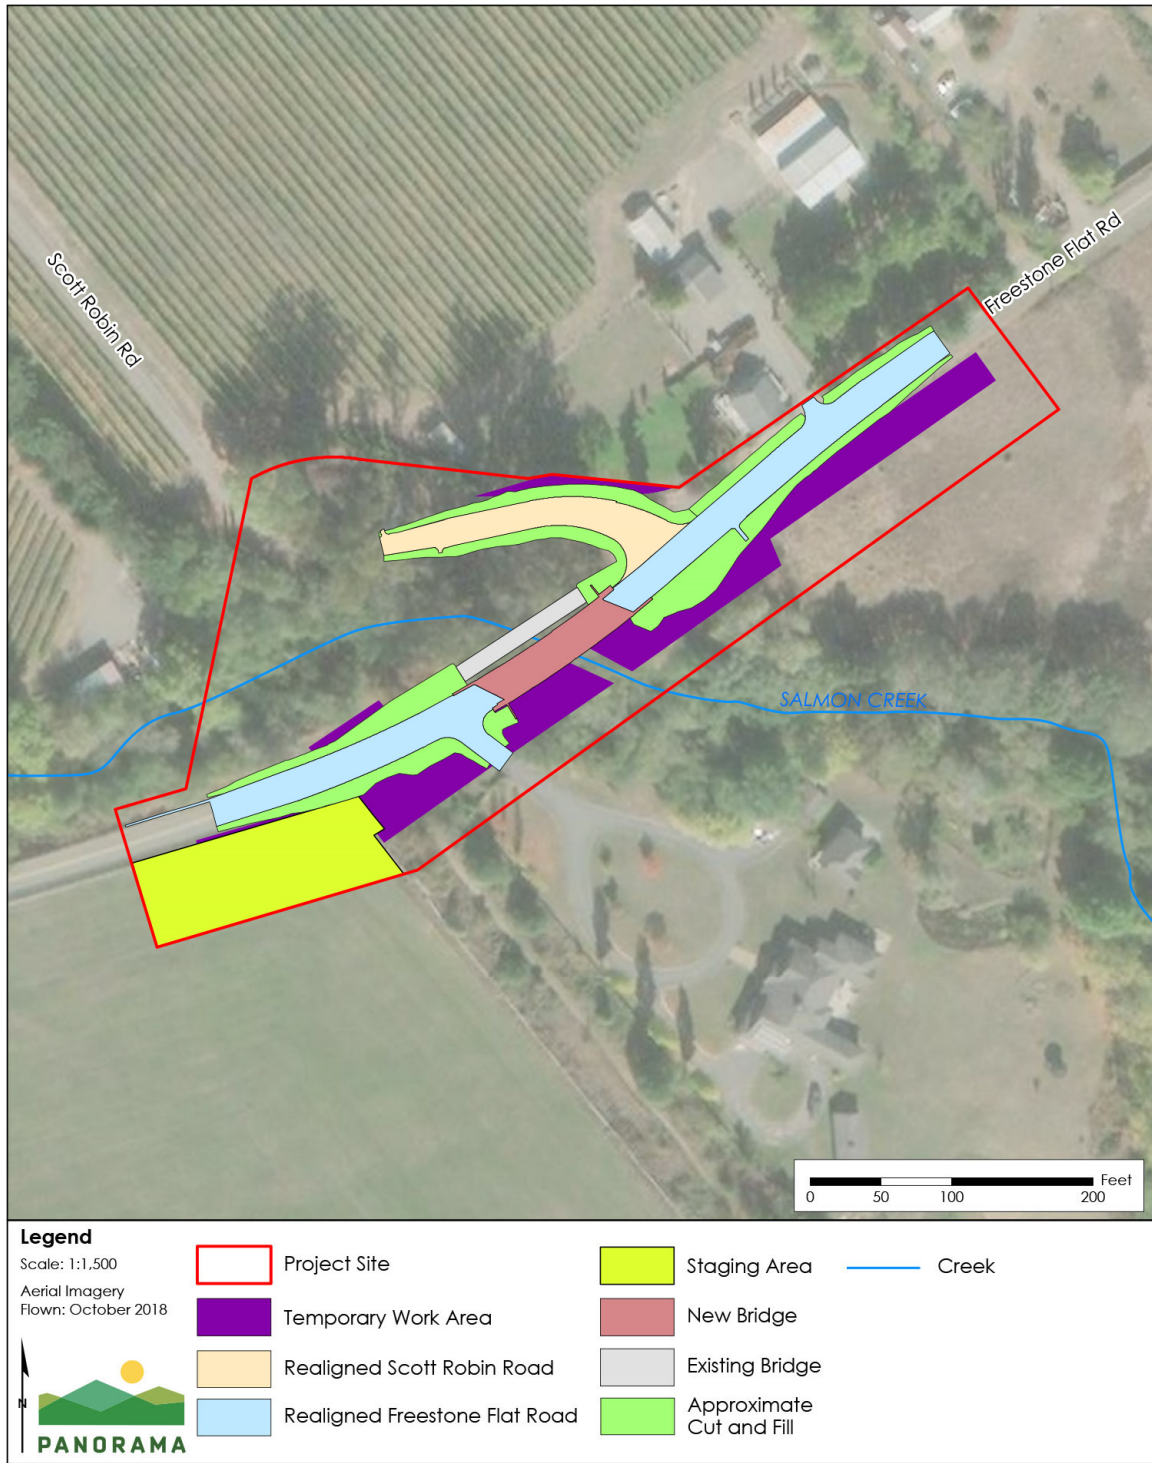 Scott Robin Rd
Freestone Flat Rd
SALMON CREEK
Feet
0 50 100 200
Legend
Scale: 1:1,500
Aerial Imagery
Flown: October 2018
N
PANORAMA
Project Site
Temporary Work Area
Realigned Scott Robin Road
Realigned Freestone Flat Road
Staging Area
New Bridge
Existing Bridge
Approximate
Cut and Fill
Creek